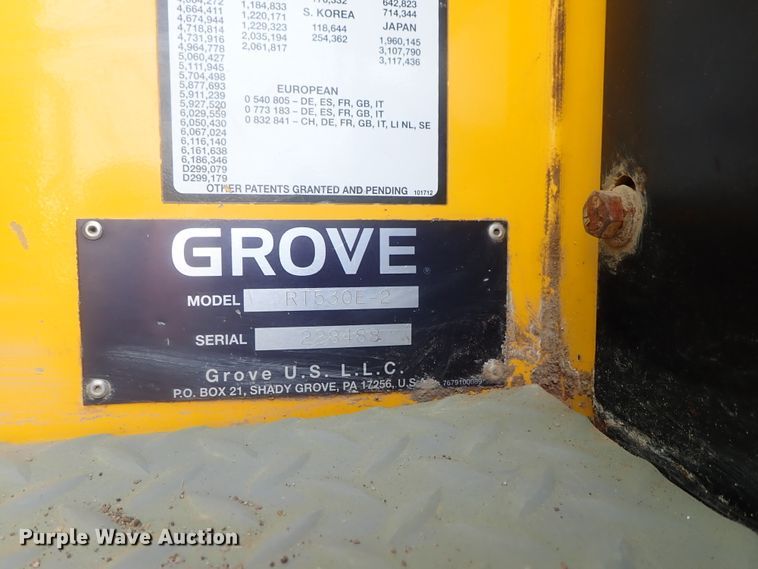 4,664,272 1,184,833 642,823
4,664,411 1,220,171 S. KOREA 714,344
4,674,944 1,229,323 118,644 JAPAN
4,718,814 2,035,194 254,362 1,960,145
4,731,916 2,061,817 3,107,790
4,964,778 3,117,436
5,060,427
5,111,945
5,704,498
5,877,693 EUROPEAN
5,911,239 0 540 805 – DE, ES, FR, GB, IT
5,927,520 0 773 183 – DE, ES, FR, GB, IT
6,029,559 0 832 841 – CH, DE, FR, GB, IT, LI NL, SE
6,050,430
6,067,024
6,116,140
6,161,638
6,186,346
D299,079
D299,179
OTHER PATENTS GRANTED AND PENDING 101712
GROVE®
MODEL RT530E-2
SERIAL
Grove U.S. L.L.C.
P.O. BOX 21, SHADY GROVE, PA 17256, U.S. 7679100089
Purple Wave Auction®